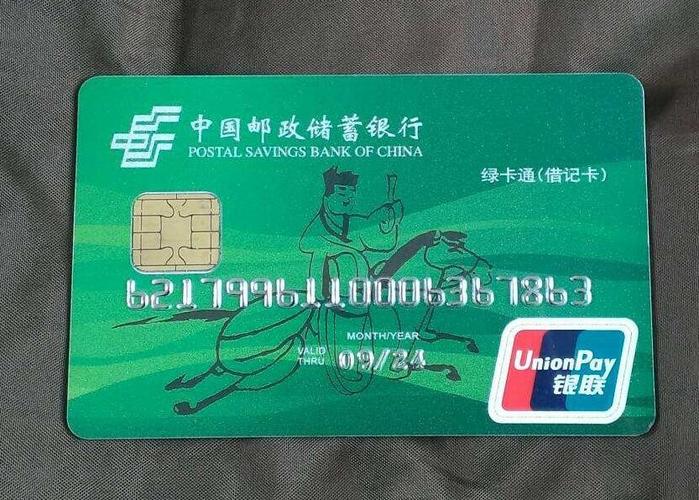 中国邮政储蓄银行
POSTAL SAVINGS BANK OF CHINA
绿卡通(借记卡)
6217996110006367863
MONTH/YEAR
VALID THRU 09/24
UnionPay
银联